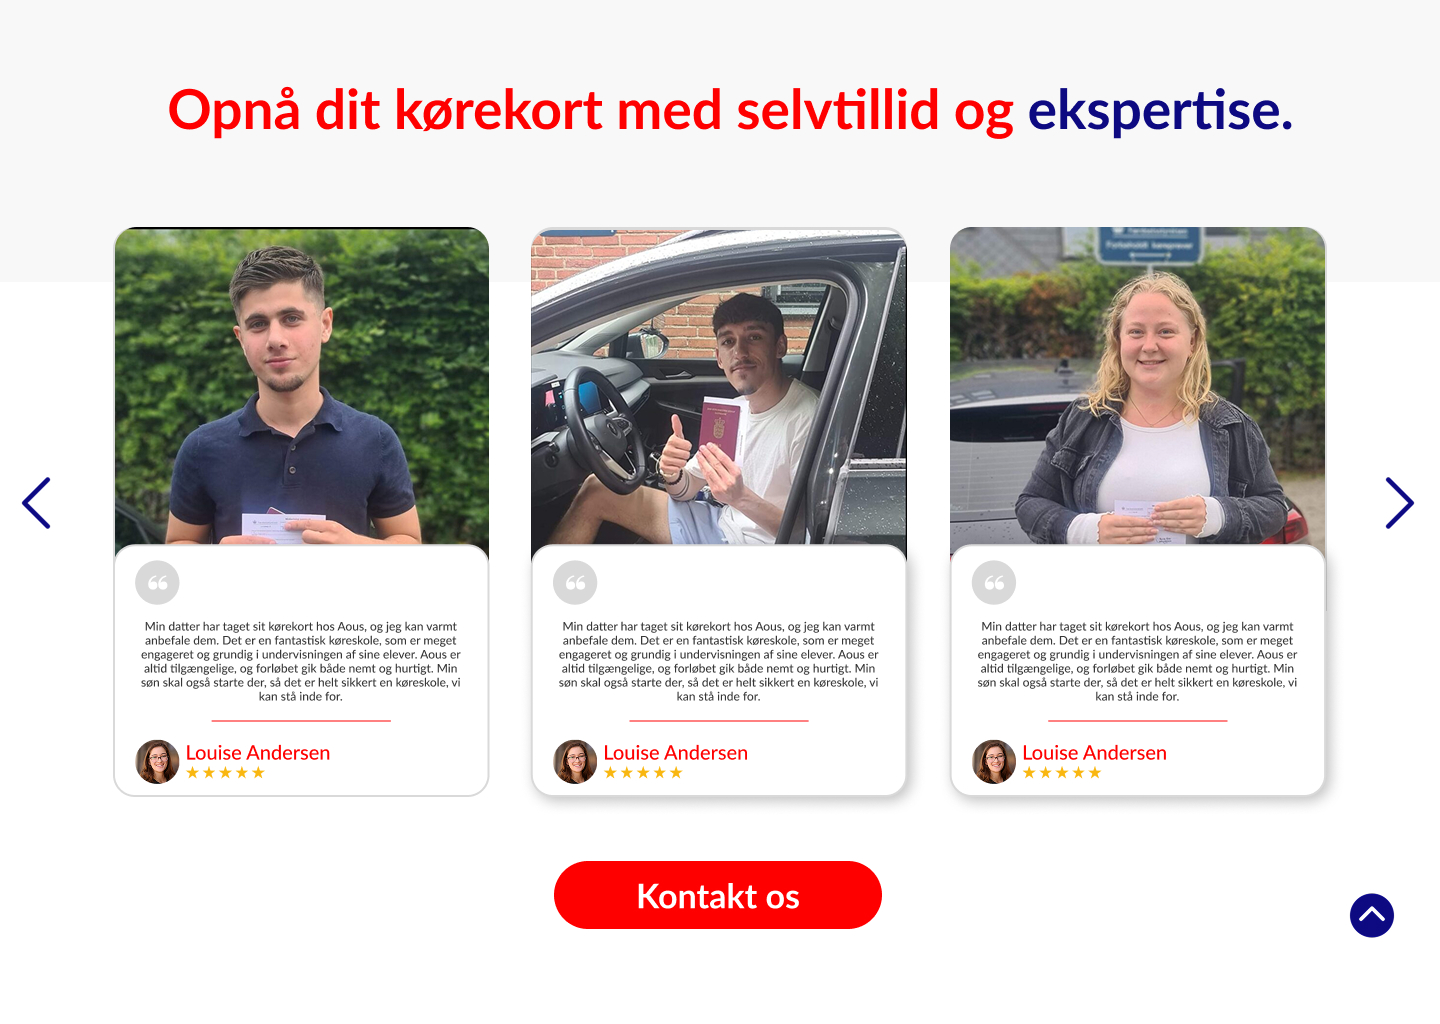 Opnå dit kørekort med selvtillid og ekspertise.
Min datter har taget sit kørekort hos Aous, og jeg kan varmt
anbefale dem. Det er en fantastisk køreskole, som er meget
engageret og grundig i undervisningen af sine elever. Aous er
altid tilgængelige, og forløbet gik både nemt og hurtigt. Min
søn skal også starte der, så det er helt sikkert en køreskole, vi
kan stå inde for.
Louise Andersen
Min datter har taget sit kørekort hos Aous, og jeg kan varmt
anbefale dem. Det er en fantastisk køreskole, som er meget
engageret og grundig i undervisningen af sine elever. Aous er
altid tilgængelige, og forløbet gik både nemt og hurtigt. Min
søn skal også starte der, så det er helt sikkert en køreskole, vi
kan stå inde for.
Louise Andersen
Min datter har taget sit kørekort hos Aous, og jeg kan varmt
anbefale dem. Det er en fantastisk køreskole, som er meget
engageret og grundig i undervisningen af sine elever. Aous er
altid tilgængelige, og forløbet gik både nemt og hurtigt. Min
søn skal også starte der, så det er helt sikkert en køreskole, vi
kan stå inde for.
Louise Andersen
Kontakt os